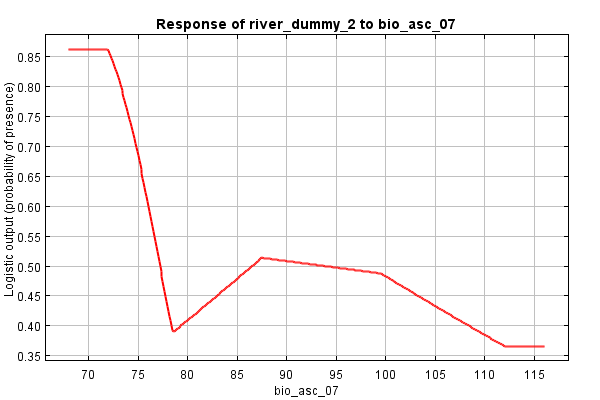 Response of river_dummy_2 to bio_asc_07
Logistic output (probability of presence)
0.85
0.80
0.75
0.70
0.65
0.60
0.55
0.50
0.45
0.40
0.35
70 75 80 85 90 95 100 105 110 115
bio_asc_07